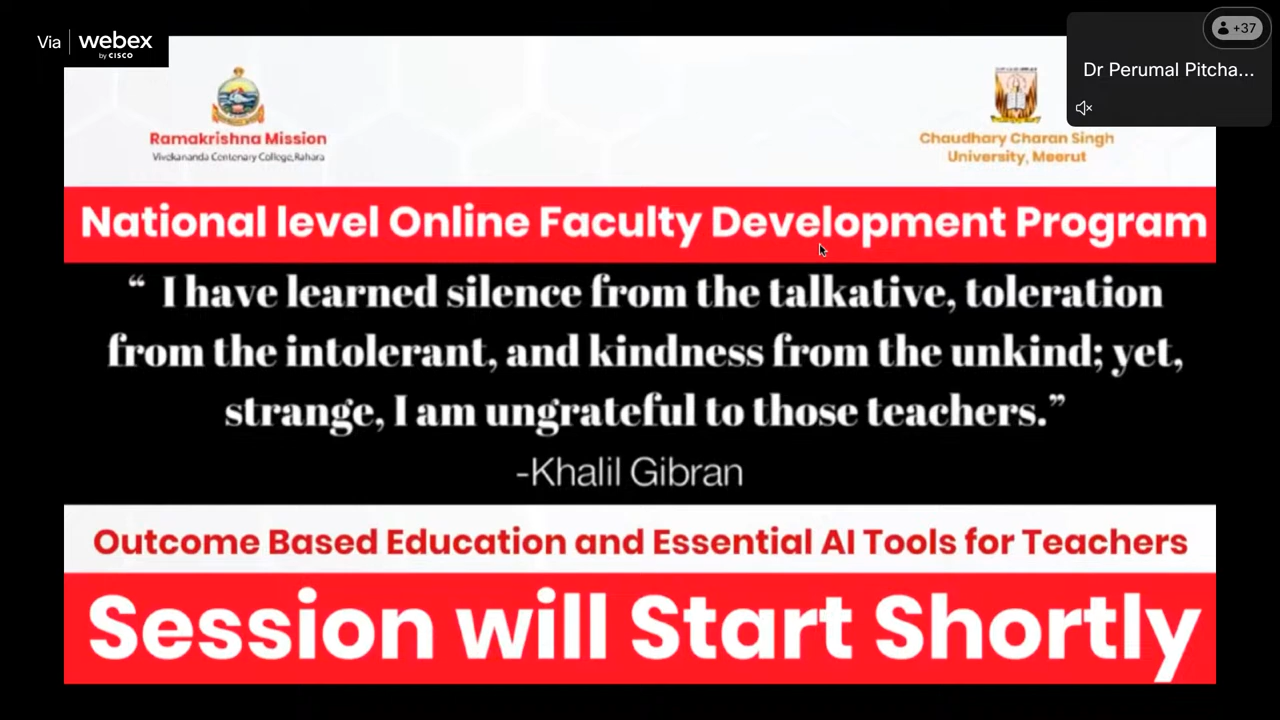 Via webex
by CISCO
+37
Dr Perumal Pitcha...
Ramakrishna Mission
Vivekananda Centenary College, Rahara
Chaudhary Charan Singh
University, Meerut
National level Online Faculty Development Program
“ I have learned silence from the talkative, toleration
from the intolerant, and kindness from the unkind; yet,
strange, I am ungrateful to those teachers.”
-Khalil Gibran
Outcome Based Education and Essential AI Tools for Teachers
Session will Start Shortly